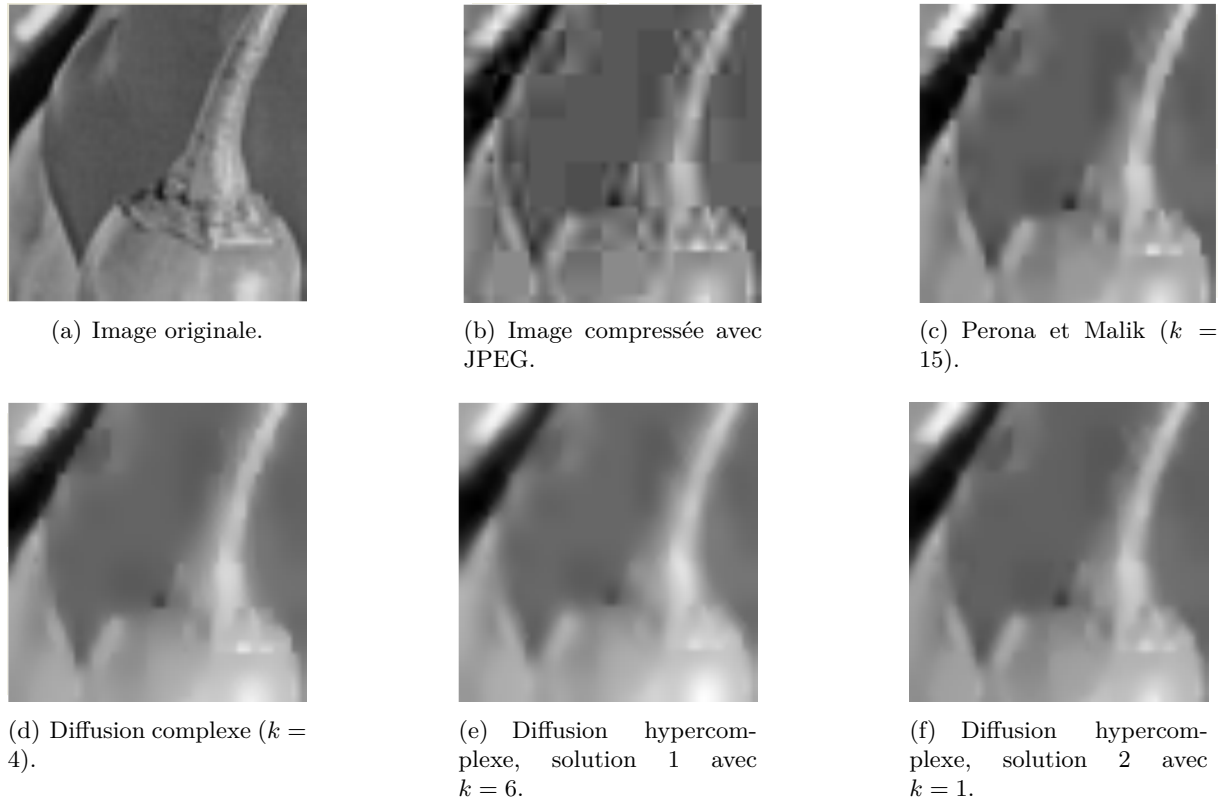 (a) Image originale.
(b) Image compressée avec
JPEG.
(c) Perona et Malik (k =
15).
(d) Diffusion complexe (k =
4).
(e) Diffusion hypercom-
plexe, solution 1 avec
k = 6.
(f) Diffusion hypercom-
plexe, solution 2 avec
k = 1.